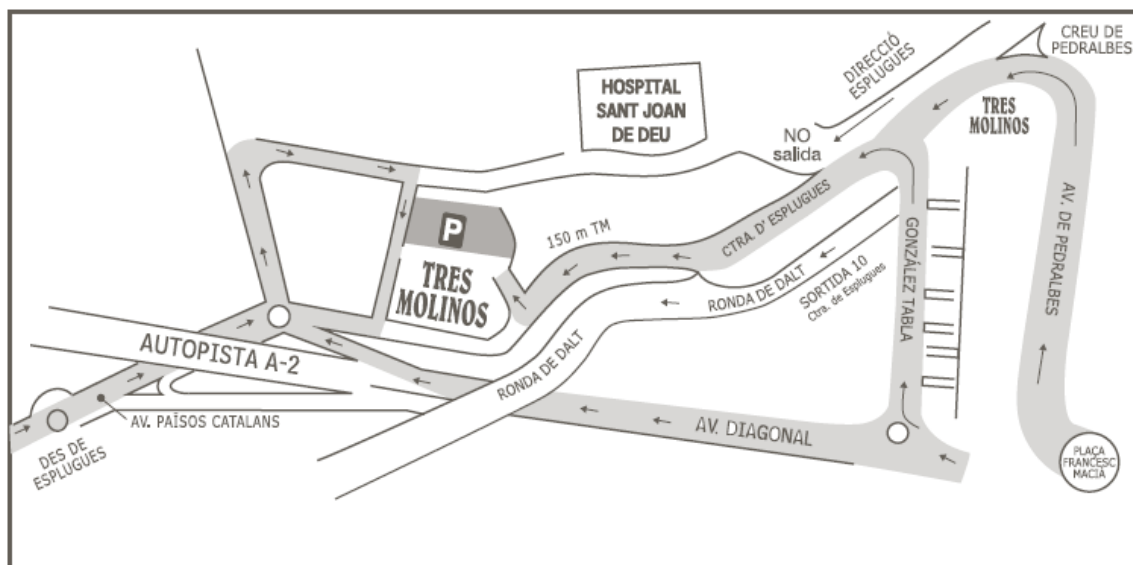 CREU DE
PEDRALBES
DIRECCIÓ
ESPLUGUES
HOSPITAL
SANT JOAN
DE DEU
TRES
MOLINOS
NO
salida
AV. DE PEDRALBES
GONZÁLEZ TABLA
CTRA. D' ESPLUGUES
150 m TM
P
TRES
MOLINOS
RONDA DE DALT
SORTIDA 10
Ctra. de Esplugues
AUTOPISTA A-2
RONDA DE DALT
AV. PAÏSOS CATALANS
AV. DIAGONAL
DES DE
ESPLUGUES
PLAÇA
FRANCESC
MACIÀ